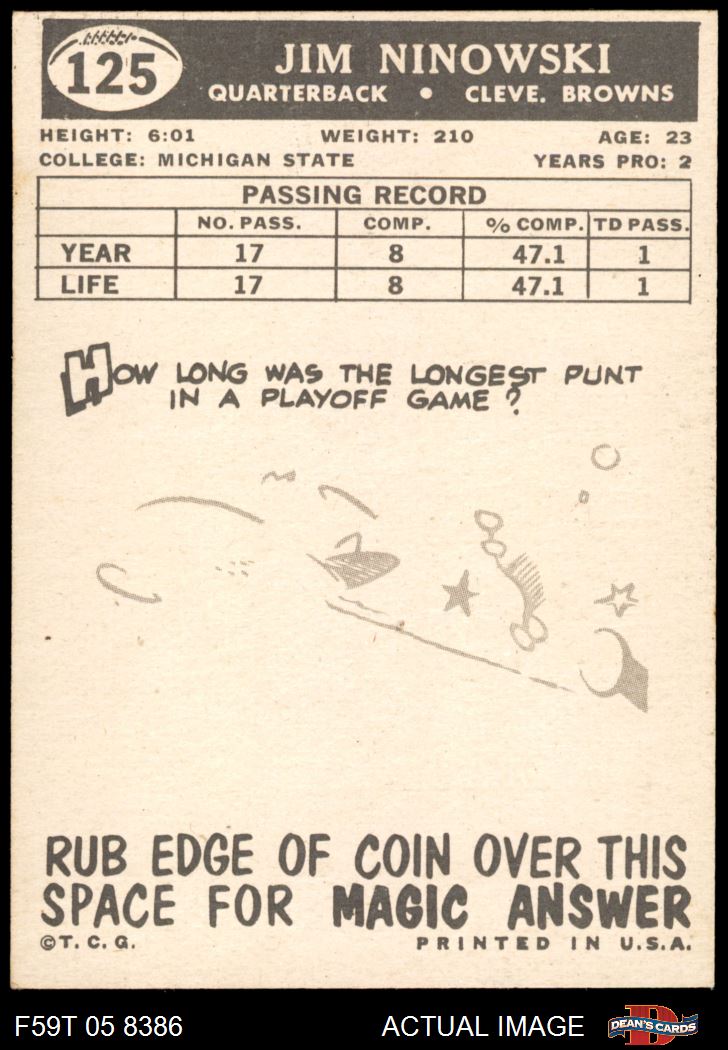 125
JIM NINOWSKI
QUARTERBACK • CLEVE. BROWNS
HEIGHT: 6:01 WEIGHT: 210 AGE: 23
COLLEGE: MICHIGAN STATE YEARS PRO: 2
PASSING RECORD
NO. PASS. COMP. % COMP. TD PASS.
YEAR 17 8 47.1 1
LIFE 17 8 47.1 1
HOW LONG WAS THE LONGEST PUNT
IN A PLAYOFF GAME?
RUB EDGE OF COIN OVER THIS
SPACE FOR MAGIC ANSWER
©T.C.G. PRINTED IN U.S.A.
F59T 05 8386 ACTUAL IMAGE D DEAN'S CARDS